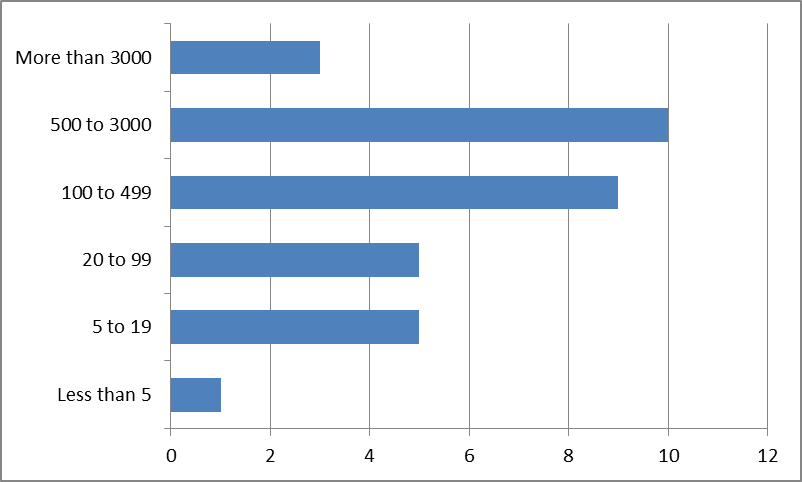 More than 3000
500 to 3000
100 to 499
20 to 99
5 to 19
Less than 5
0 2 4 6 8 10 12